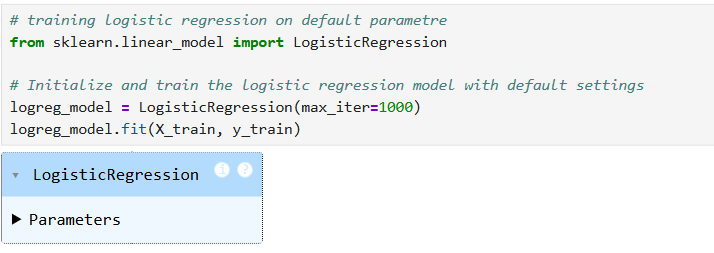 # training logistic regression on default parametre
from sklearn.linear_model import LogisticRegression
# Initialize and train the logistic regression model with default settings
logreg_model = LogisticRegression(max_iter=1000)
logreg_model.fit(X_train, y_train)
▾ LogisticRegression i ?
▶ Parameters